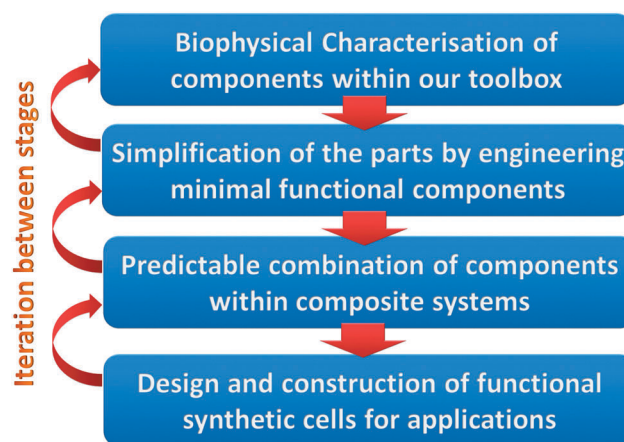 Biophysical Characterisation of
components within our toolbox
Simplification of the parts by engineering
minimal functional components
Predictable combination of components
within composite systems
Design and construction of functional
synthetic cells for applications
Iteration between stages